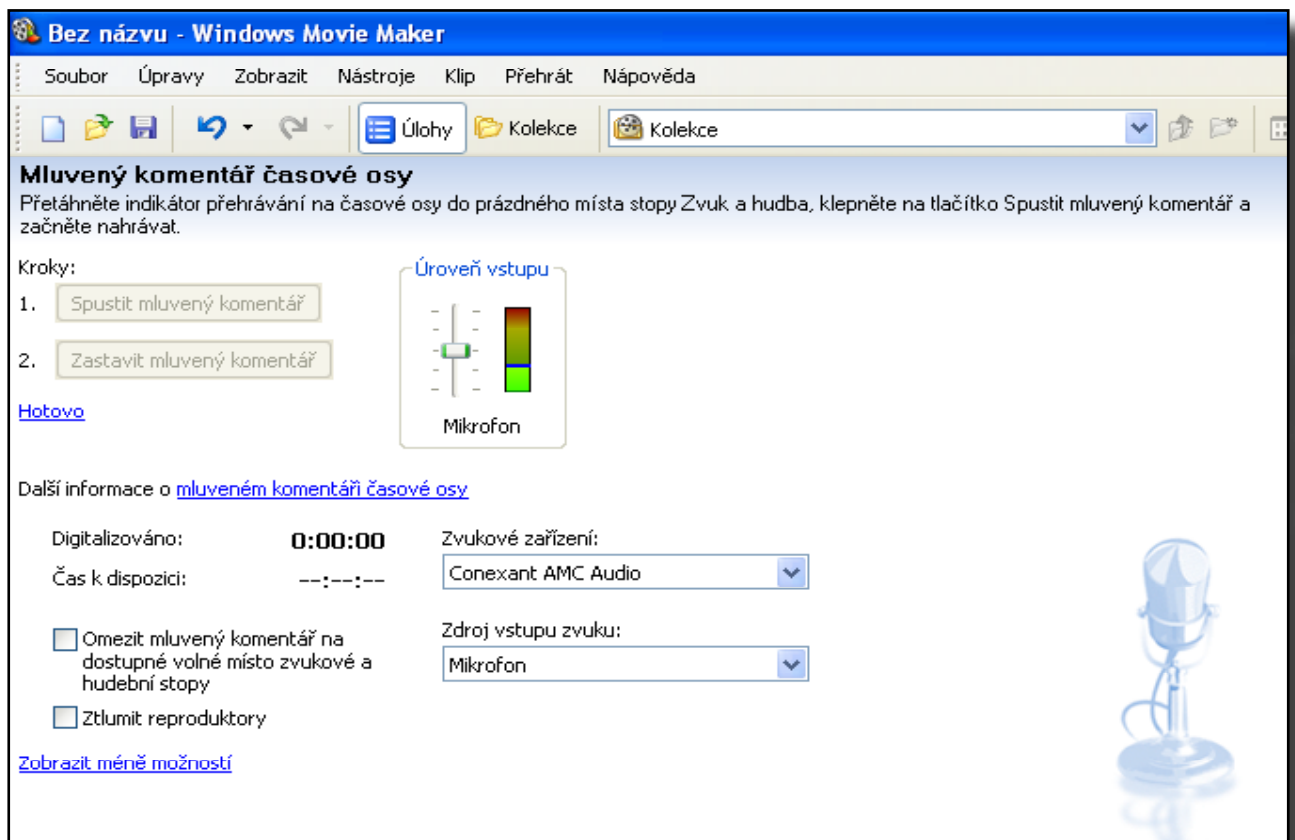 Bez názvu - Windows Movie Maker
Soubor Úpravy Zobrazit Nástroje Klip Přehrát Nápověda
Úlohy Kolekce Kolekce
Mluvený komentář časové osy
Přetáhněte indikátor přehrávání na časové osy do prázdného místa stopy Zvuk a hudba, klepněte na tlačítko Spustit mluvený komentář a
začněte nahrávat.
Kroky:
1. Spustit mluvený komentář
2. Zastavit mluvený komentář
Hotovo
Úroveň vstupu
Mikrofon
Další informace o mluveném komentáři časové osy
Digitalizováno: 0:00:00
Čas k dispozici: --:--:--
Omezit mluvený komentář na
dostupné volné místo zvukové a
hudební stopy
Ztlumit reproduktory
Zvukové zařízení:
Conexant AMC Audio
Zdroj vstupu zvuku:
Mikrofon
Zobrazit méně možností